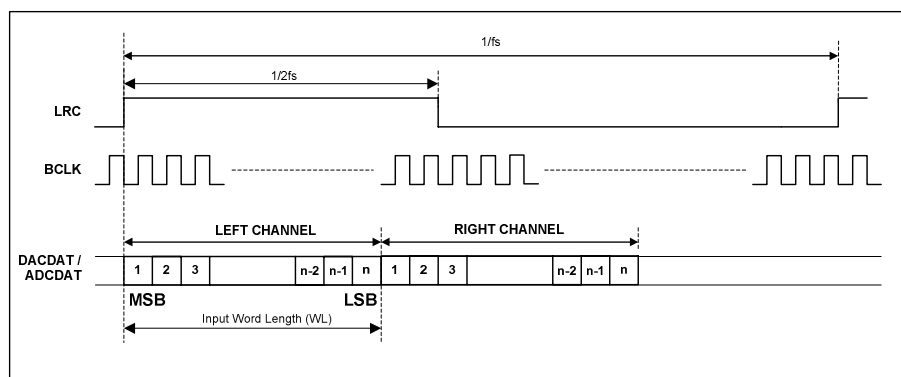 1/fs
1/2fs
LRC
BCLK
LEFT CHANNEL RIGHT CHANNEL
DACDAT /
ADCDAT
1 2 3 n-2 n-1 n 1 2 3 n-2 n-1 n
MSB LSB
Input Word Length (WL)